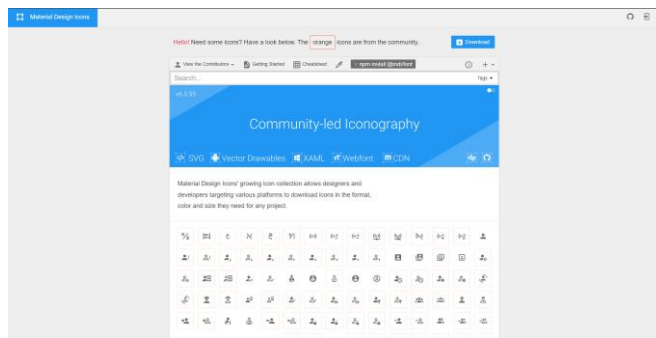 Material Design Icons
Hello! Need some icons? Have a look below. The orange icons are from the community.
Download
View the Contributors
Getting Started
Cheatsheet
> npm install @mdi/font
Search...
Tags
v6.5.95
Community-led Iconography
SVG Vector Drawables XAML Webfont CDN
Material Design Icons' growing icon collection allows designers and
developers targeting various platforms to download icons in the format,
color and size they need for any project.